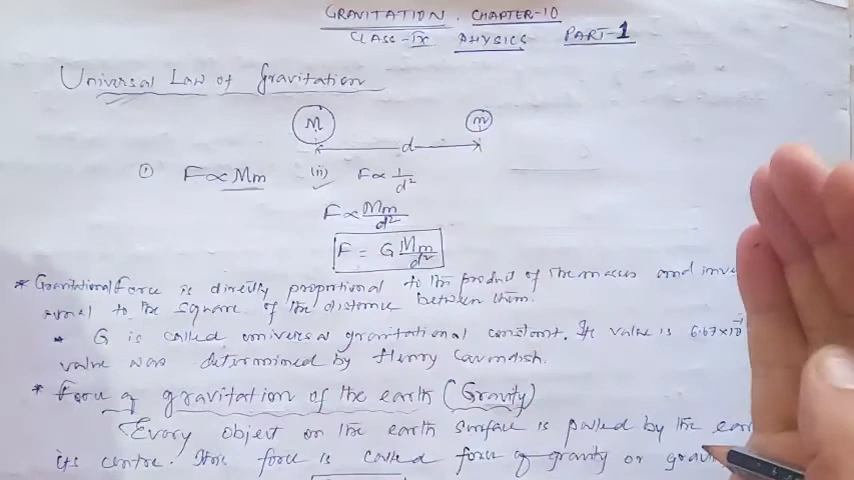 GRAVITATION. CHAPTER-10
CLASS-IX PHYSICS PART-1
Universal Law of Gravitation
M m
d
① F∝Mm (ii) F∝ 1/d²
F∝ Mm/d²
F = G Mm/d²
* Gravitational Force is directly proportional to the product of the masses and
to the square of the distance between them.
* G is called universal gravitational constant. Its value is 6.67×10
value was determined by Henry Cavendish.
* Force of gravitation of the earth (Gravity)
Every object on the earth surface is pulled by the
its centre. This force is called force of gravity or